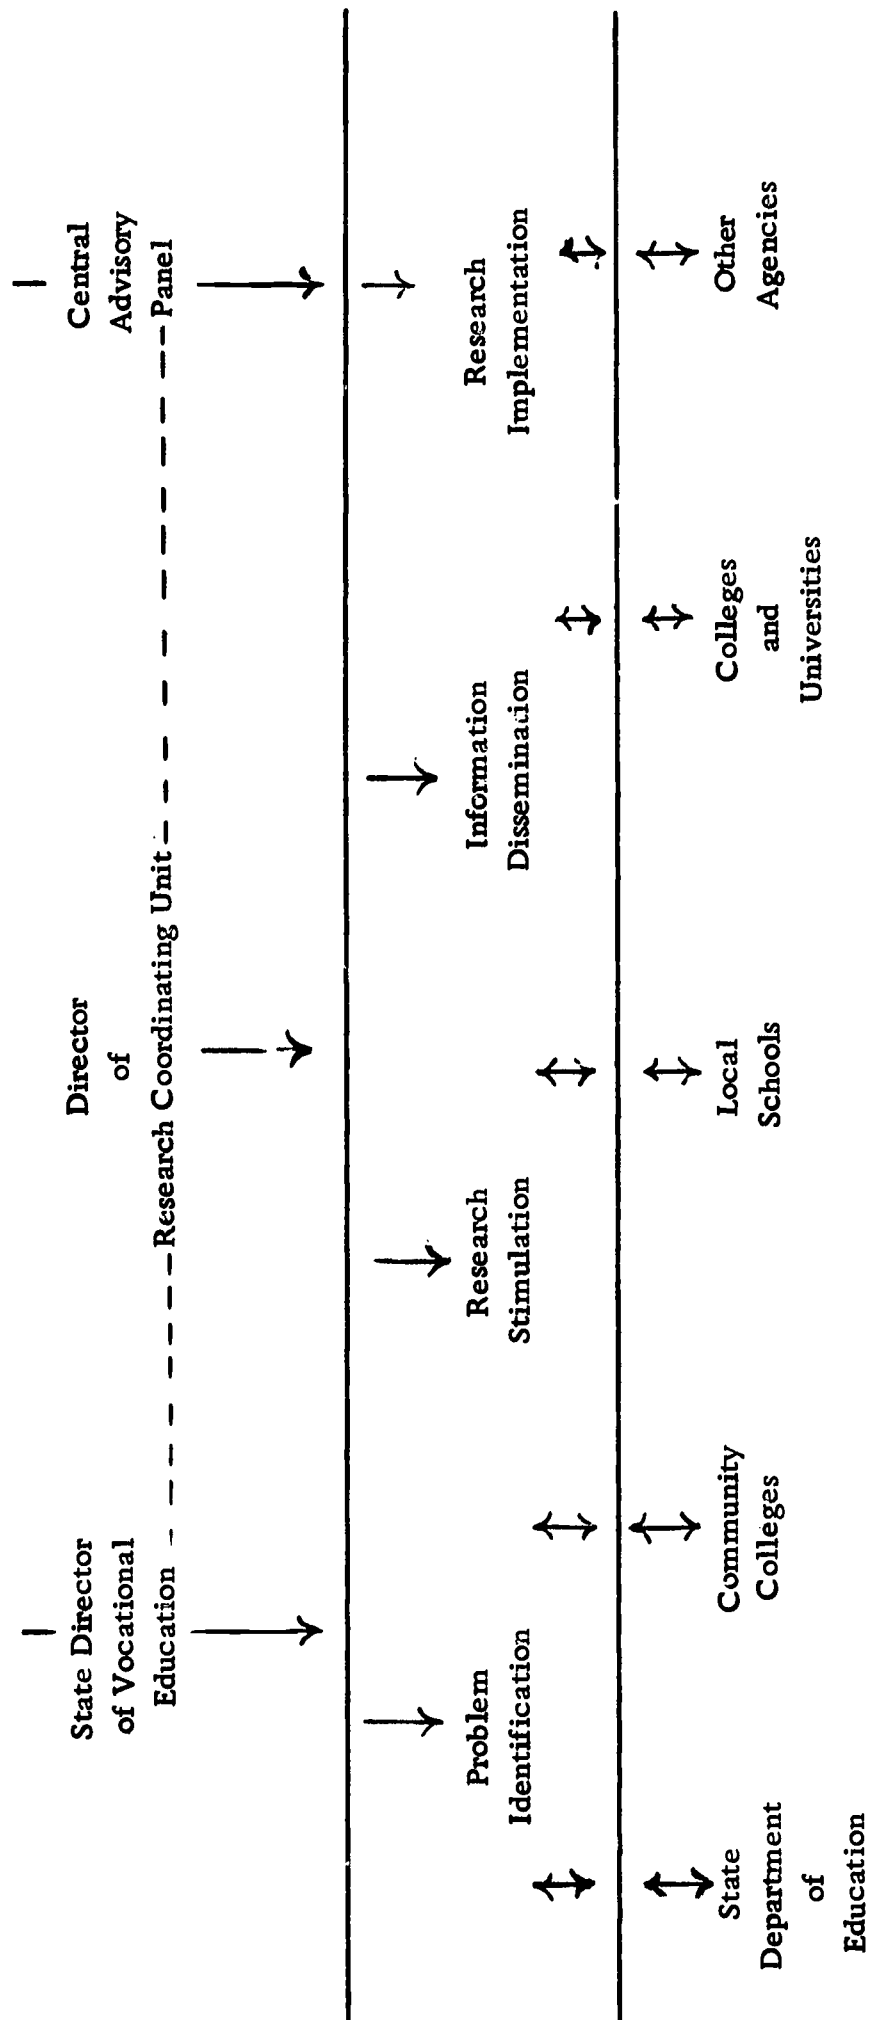 State Director
of Vocational
Education
Director
of
Research Coordinating Unit
Central
Advisory
Panel
Problem
Identification
Research
Stimulation
Information
Dissemination
Research
Implementation
State
Department
of
Education
Community
Colleges
Local
Schools
Colleges
and
Universities
Other
Agencies